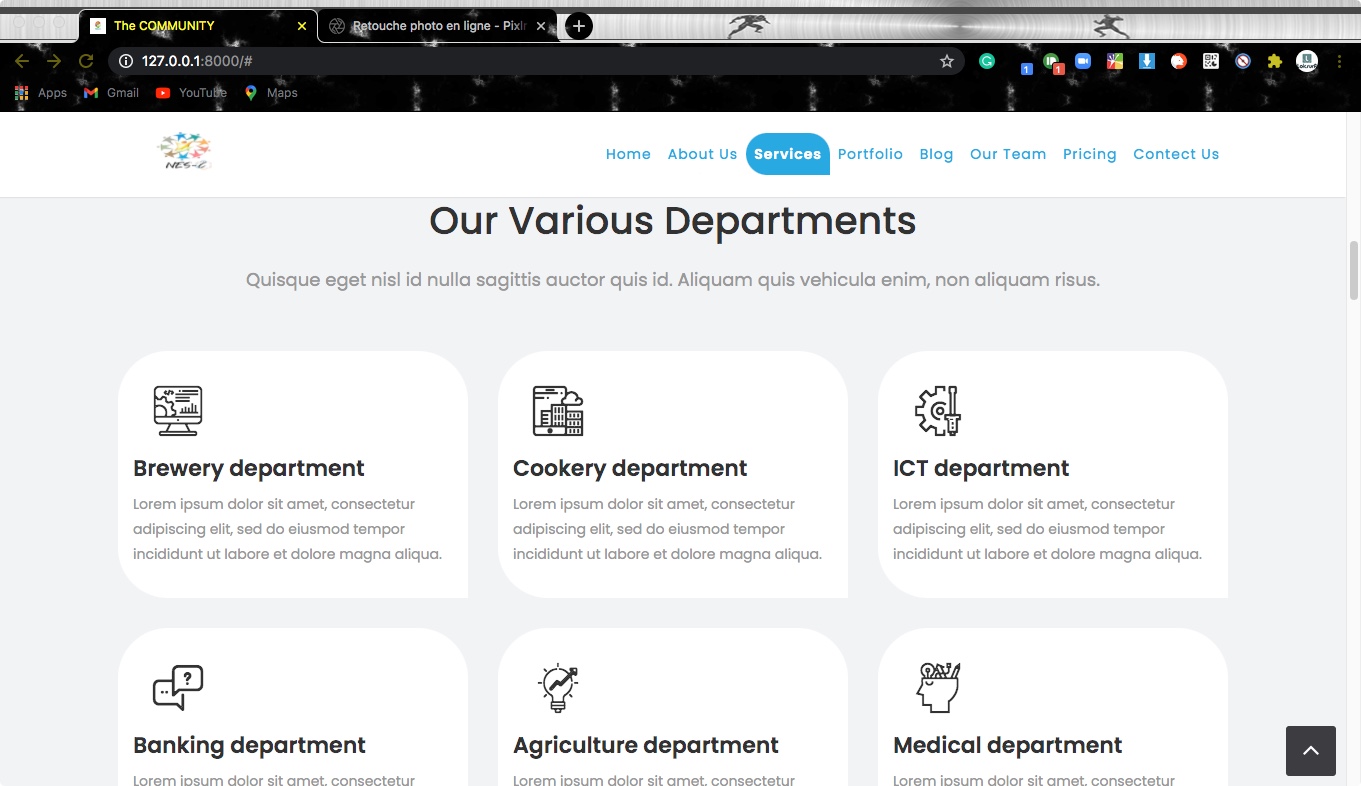 The COMMUNITY
Retouche photo en ligne - Pixlr
127.0.0.1:8000/#
1
1
Apps
Gmail
YouTube
Maps
NES-C
Home
About Us
Services
Portfolio
Blog
Our Team
Pricing
Contect Us
Our Various Departments
Quisque eget nisl id nulla sagittis auctor quis id. Aliquam quis vehicula enim, non aliquam risus.
Brewery department
Lorem ipsum dolor sit amet, consectetur
adipiscing elit, sed do eiusmod tempor
incididunt ut labore et dolore magna aliqua.
Cookery department
Lorem ipsum dolor sit amet, consectetur
adipiscing elit, sed do eiusmod tempor
incididunt ut labore et dolore magna aliqua.
ICT department
Lorem ipsum dolor sit amet, consectetur
adipiscing elit, sed do eiusmod tempor
incididunt ut labore et dolore magna aliqua.
Banking department
Lorem ipsum dolor sit amet, consectetur
Agriculture department
Lorem ipsum dolor sit amet, consectetur
Medical department
Lorem ipsum dolor sit amet, consectetur